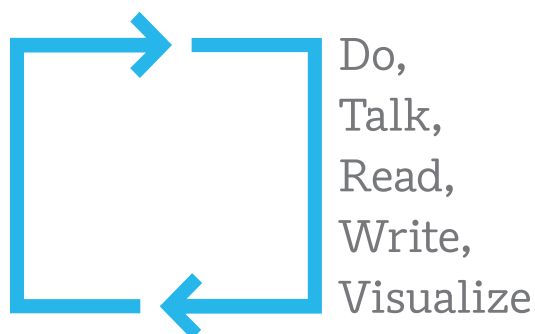 Do,
Talk,
Read,
Write,
Visualize